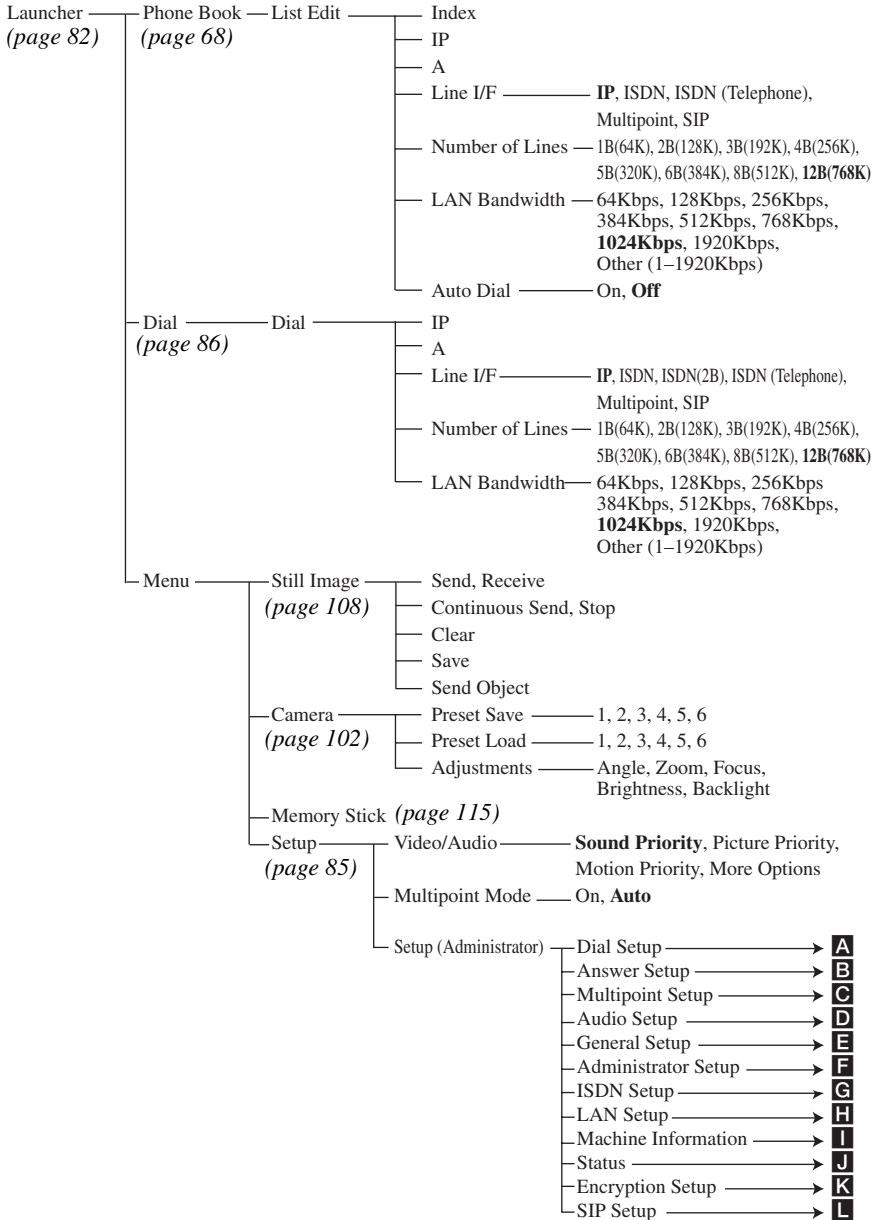 Launcher Phone Book List Edit Index
(page 82) (page 68) IP
A
Line I/F IP, ISDN, ISDN (Telephone),
Multipoint, SIP
Number of Lines 1B(64K), 2B(128K), 3B(192K), 4B(256K),
5B(320K), 6B(384K), 8B(512K), 12B(768K)
LAN Bandwidth 64Kbps, 128Kbps, 256Kbps,
384Kbps, 512Kbps, 768Kbps,
1024Kbps, 1920Kbps,
Other (1–1920Kbps)
Auto Dial On, Off
Dial Dial IP
(page 86) A
Line I/F IP, ISDN, ISDN(2B), ISDN (Telephone),
Multipoint, SIP
Number of Lines 1B(64K), 2B(128K), 3B(192K), 4B(256K),
5B(320K), 6B(384K), 8B(512K), 12B(768K)
LAN Bandwidth 64Kbps, 128Kbps, 256Kbps
384Kbps, 512Kbps, 768Kbps,
1024Kbps, 1920Kbps,
Other (1–1920Kbps)
Menu Still Image Send, Receive
(page 108) Continuous Send, Stop
Clear
Save
Send Object
Camera Preset Save 1, 2, 3, 4, 5, 6
(page 102) Preset Load 1, 2, 3, 4, 5, 6
Adjustments Angle, Zoom, Focus,
Brightness, Backlight
Memory Stick (page 115)
Setup Video/Audio Sound Priority, Picture Priority,
(page 85) Motion Priority, More Options
Multipoint Mode On, Auto
Setup (Administrator) Dial Setup A
Answer Setup B
Multipoint Setup C
Audio Setup D
General Setup E
Administrator Setup F
ISDN Setup G
LAN Setup H
Machine Information I
Status J
Encryption Setup K
SIP Setup L